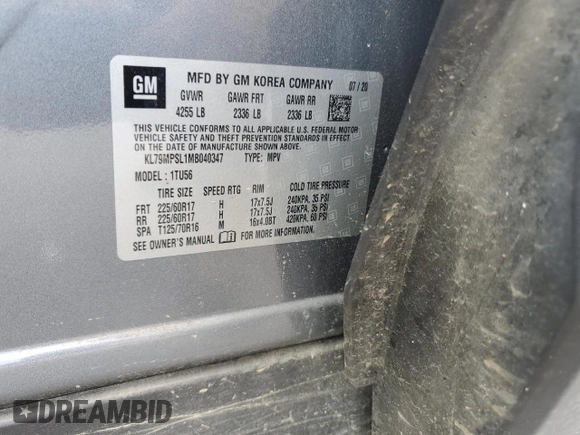 GM
MFD BY GM KOREA COMPANY 07 / 20
GVWR GAWR FRT GAWR RR
4255 LB 2336 LB 2336 LB
THIS VEHICLE CONFORMS TO ALL APPLICABLE U.S. FEDERAL MOTOR
VEHICLE SAFETY AND THEFT PREVENTION STANDARDS IN EFFECT ON THE
DATE OF MANUFACTURE SHOWN ABOVE.
KL79MPSL1MB040347 TYPE: MPV
MODEL: 1TU56
TIRE SIZE SPEED RTG RIM COLD TIRE PRESSURE
FRT 225/60R17 H 17x7.5J 240KPA, 35 PSI
RR 225/60R17 H 17x7.5J 240KPA, 35 PSI
SPA T125/70R16 M 16x4.0BT 420KPA, 60 PSI
SEE OWNER'S MANUAL FOR MORE INFORMATION.
DREAMBID